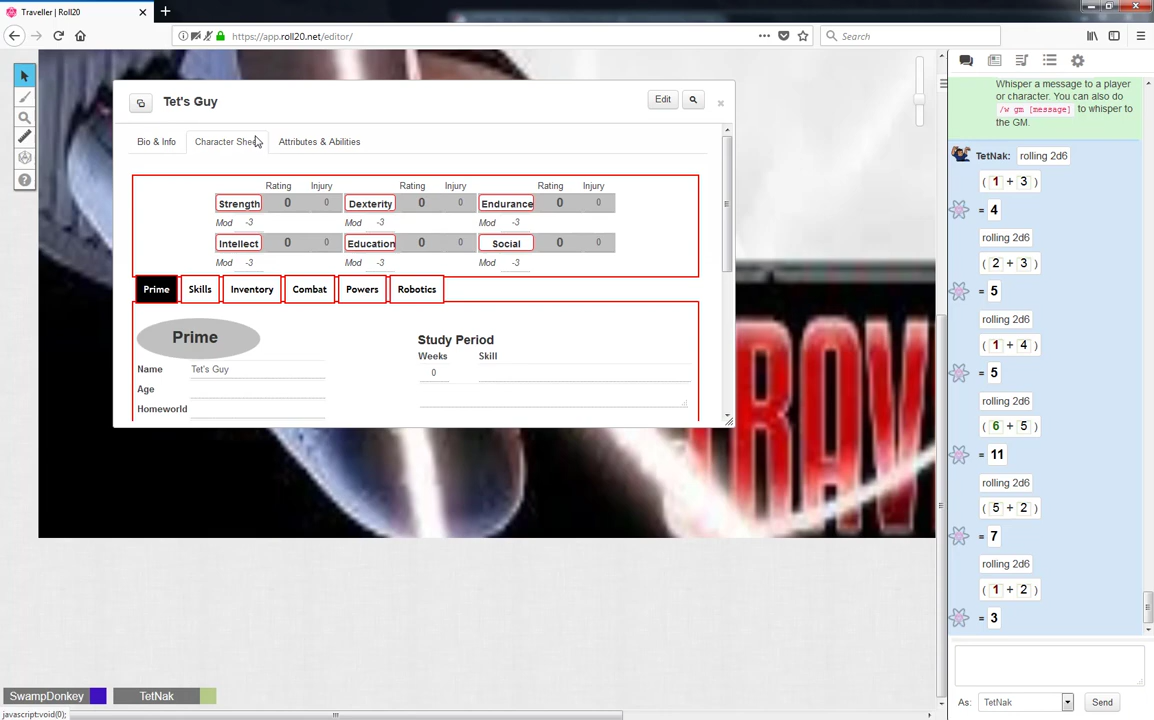 Traveller | Roll20
https://app.roll20.net/editor/
Search
Tet's Guy
Edit
Bio & Info
Character Shee
Attributes & Abilities
Rating Injury Rating Injury Rating Injury
Strength 0 0 Dexterity 0 0 Endurance 0 0
Mod -3 Mod -3 Mod -3
Intellect 0 0 Education 0 0 Social 0 0
Mod -3 Mod -3 Mod -3
Prime Skills Inventory Combat Powers Robotics
Prime
Name Tet's Guy
Age
Homeworld
Study Period
Weeks Skill
0
RAV
Whisper a message to a player
or character. You can also do
/w gm [message] to whisper to
the GM.
TetNak: rolling 2d6
( 1 + 3 )
= 4
rolling 2d6
( 2 + 3 )
= 5
rolling 2d6
( 1 + 4 )
= 5
rolling 2d6
( 6 + 5 )
= 11
rolling 2d6
( 5 + 2 )
= 7
rolling 2d6
( 1 + 2 )
= 3
As: TetNak Send
SwampDonkey TetNak
javascript:void(0);